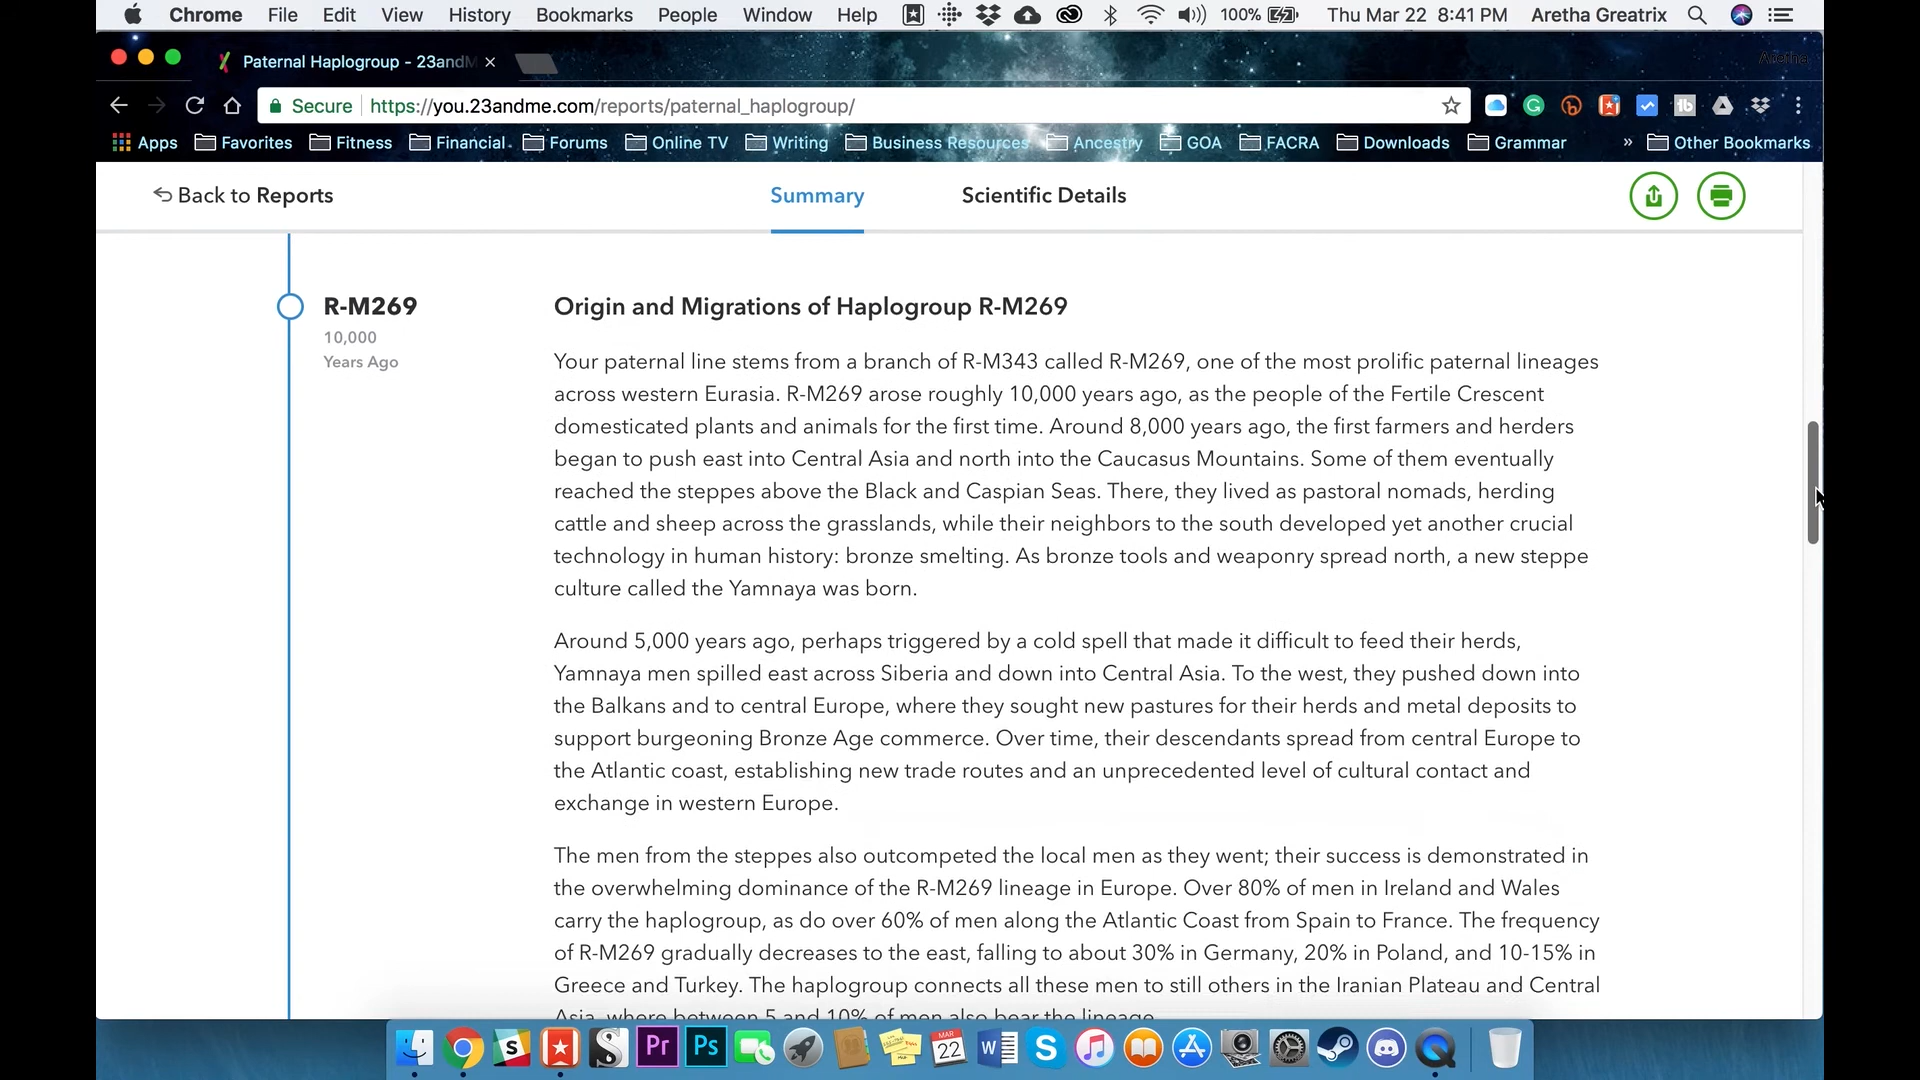 Chrome File Edit View History Bookmarks People Window Help 100% Thu Mar 22 8:41 PM Aretha Greatrix
Paternal Haplogroup - 23andM
Aretha
Secure https://you.23andme.com/reports/paternal_haplogroup/
Apps Favorites Fitness Financial Forums Online TV Writing Business Resources Ancestry GOA FACRA Downloads Grammar » Other Bookmarks
Back to Reports Summary Scientific Details
R-M269
10,000
Years Ago
Origin and Migrations of Haplogroup R-M269
Your paternal line stems from a branch of R-M343 called R-M269, one of the most prolific paternal lineages
across western Eurasia. R-M269 arose roughly 10,000 years ago, as the people of the Fertile Crescent
domesticated plants and animals for the first time. Around 8,000 years ago, the first farmers and herders
began to push east into Central Asia and north into the Caucasus Mountains. Some of them eventually
reached the steppes above the Black and Caspian Seas. There, they lived as pastoral nomads, herding
cattle and sheep across the grasslands, while their neighbors to the south developed yet another crucial
technology in human history: bronze smelting. As bronze tools and weaponry spread north, a new steppe
culture called the Yamnaya was born.
Around 5,000 years ago, perhaps triggered by a cold spell that made it difficult to feed their herds,
Yamnaya men spilled east across Siberia and down into Central Asia. To the west, they pushed down into
the Balkans and to central Europe, where they sought new pastures for their herds and metal deposits to
support burgeoning Bronze Age commerce. Over time, their descendants spread from central Europe to
the Atlantic coast, establishing new trade routes and an unprecedented level of cultural contact and
exchange in western Europe.
The men from the steppes also outcompeted the local men as they went; their success is demonstrated in
the overwhelming dominance of the R-M269 lineage in Europe. Over 80% of men in Ireland and Wales
carry the haplogroup, as do over 60% of men along the Atlantic Coast from Spain to France. The frequency
of R-M269 gradually decreases to the east, falling to about 30% in Germany, 20% in Poland, and 10-15% in
Greece and Turkey. The haplogroup connects all these men to still others in the Iranian Plateau and Central
Asia, where between 5 and 10% of men also bear the lineage.
S S Pr Ps MAR 22 W S